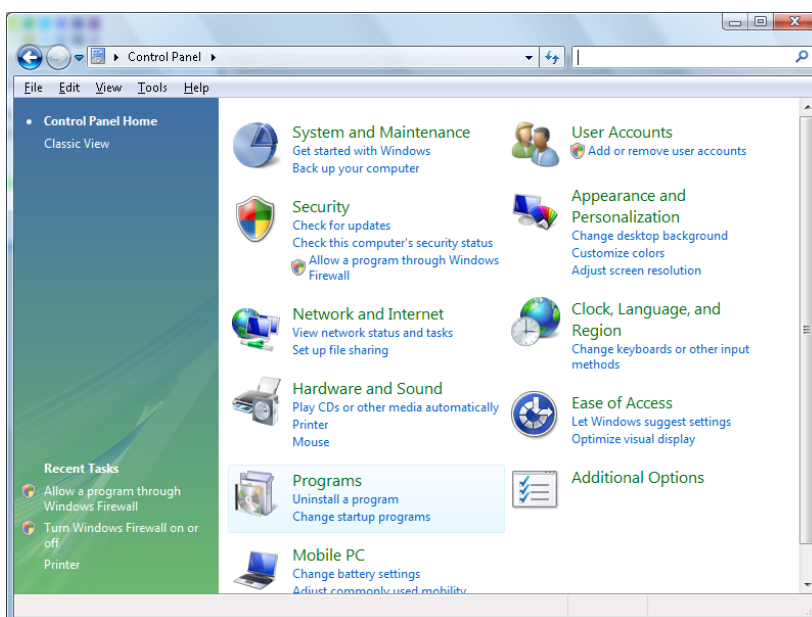 Control Panel
File Edit View Tools Help
Control Panel Home
Classic View
System and Maintenance
Get started with Windows
Back up your computer
Security
Check for updates
Check this computer's security status
Allow a program through Windows
Firewall
Network and Internet
View network status and tasks
Set up file sharing
Hardware and Sound
Play CDs or other media automatically
Printer
Mouse
Programs
Uninstall a program
Change startup programs
Mobile PC
Change battery settings
Adjust commonly used mobility
User Accounts
Add or remove user accounts
Appearance and
Personalization
Change desktop background
Customize colors
Adjust screen resolution
Clock, Language, and
Region
Change keyboards or other input
methods
Ease of Access
Let Windows suggest settings
Optimize visual display
Additional Options
Recent Tasks
Allow a program through
Windows Firewall
Turn Windows Firewall on or
off
Printer